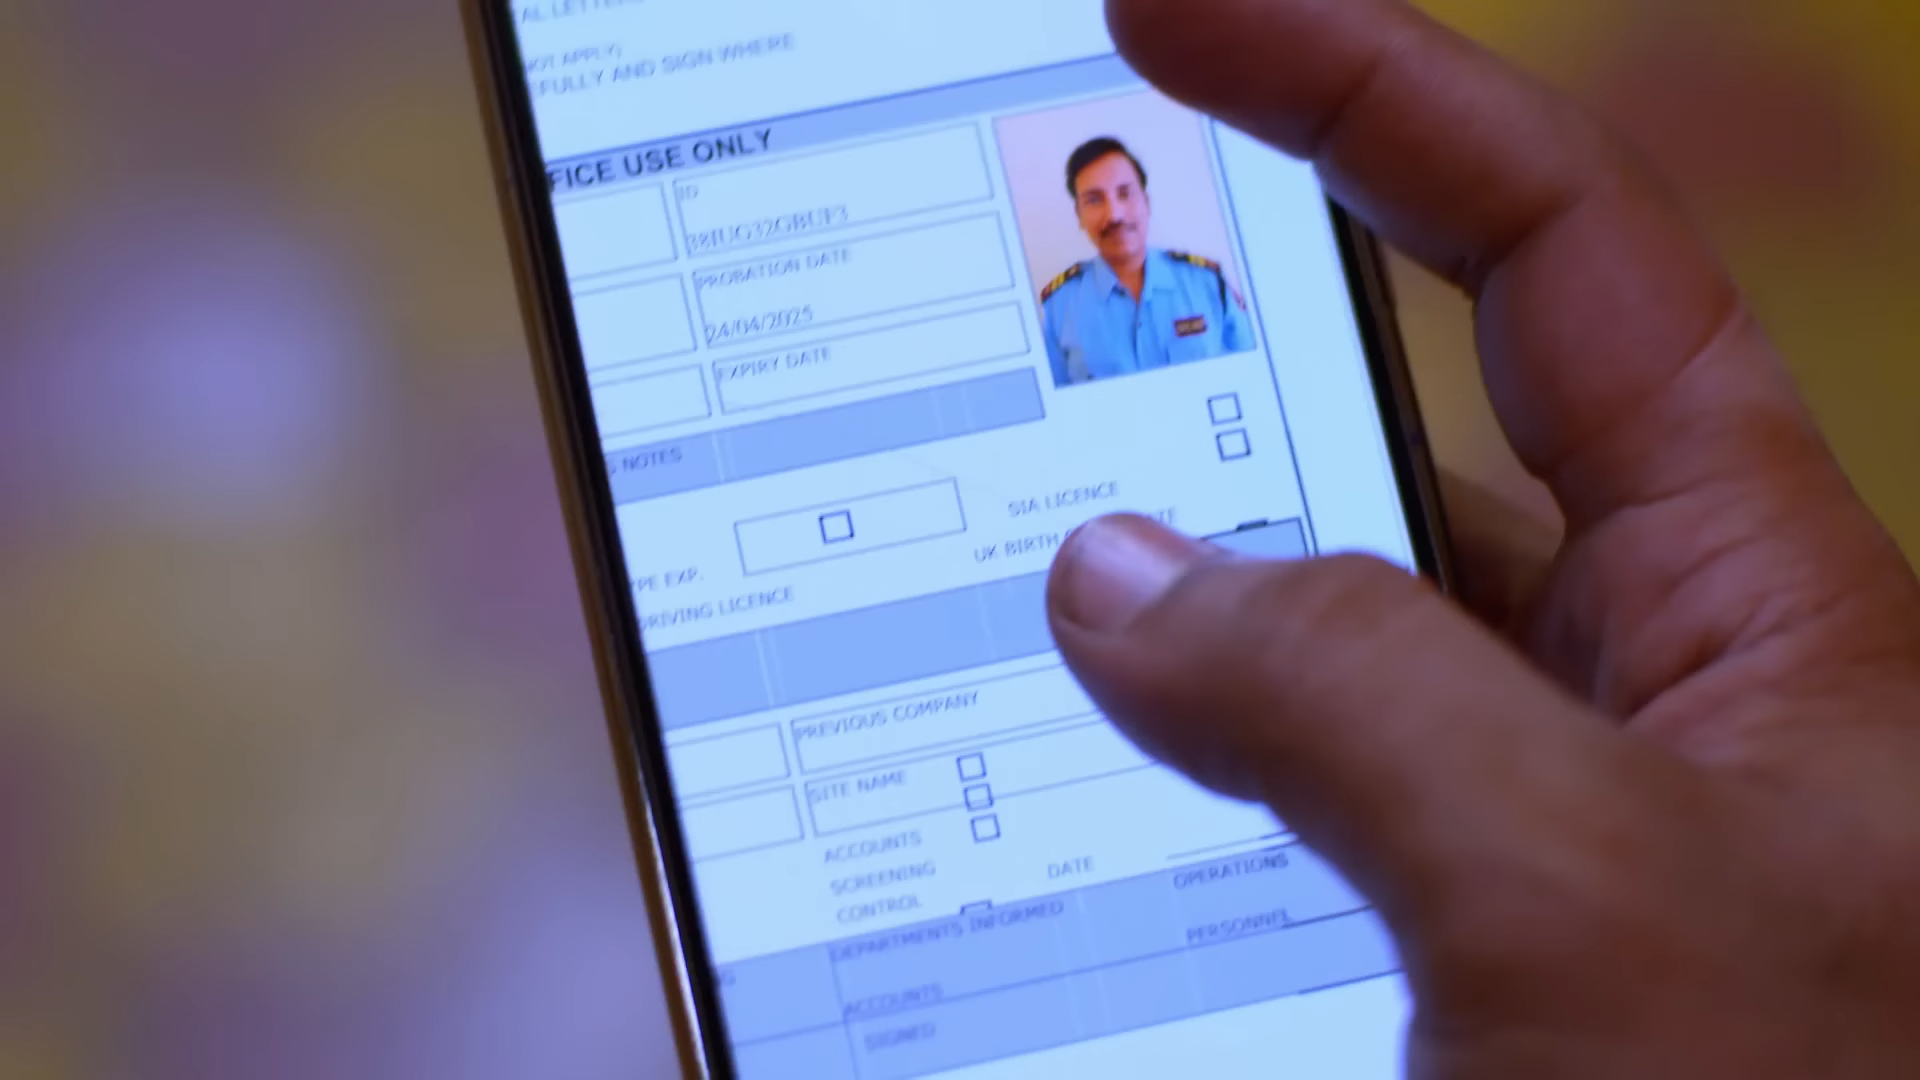 AL LETTERS
NOT APPLY)
EFULLY AND SIGN WHERE
FICE USE ONLY
ID
PROBATION DATE
24/04/2025
EXPIRY DATE
NOTES
SIA LICENCE
UK BIRTH
PE EXP.
DRIVING LICENCE
PREVIOUS COMPANY
SITE NAME
ACCOUNTS
SCREENING
CONTROL
DATE
OPERATIONS
DEPARTMENTS INFORMED
PERSONNEL
ACCOUNTS
SIGNED